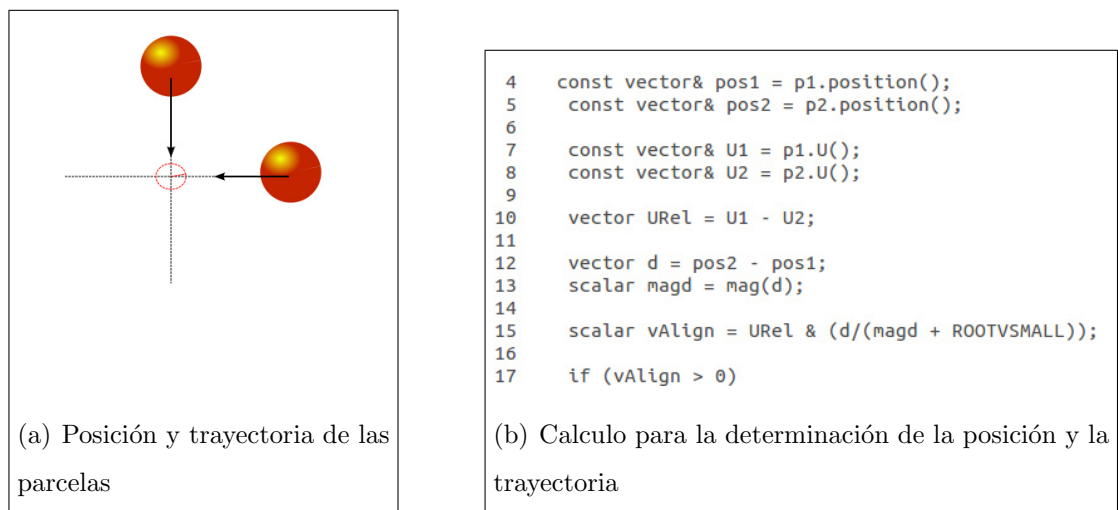 (a) Posición y trayectoria de las
parcelas
4 const vector& pos1 = p1.position();
5 const vector& pos2 = p2.position();
6
7 const vector& U1 = p1.U();
8 const vector& U2 = p2.U();
9
10 vector URel = U1 - U2;
11
12 vector d = pos2 - pos1;
13 scalar magd = mag(d);
14
15 scalar vAlign = URel & (d/(magd + ROOTVSMALL));
16
17 if (vAlign > 0)
(b) Calculo para la determinación de la posición y la
trayectoria